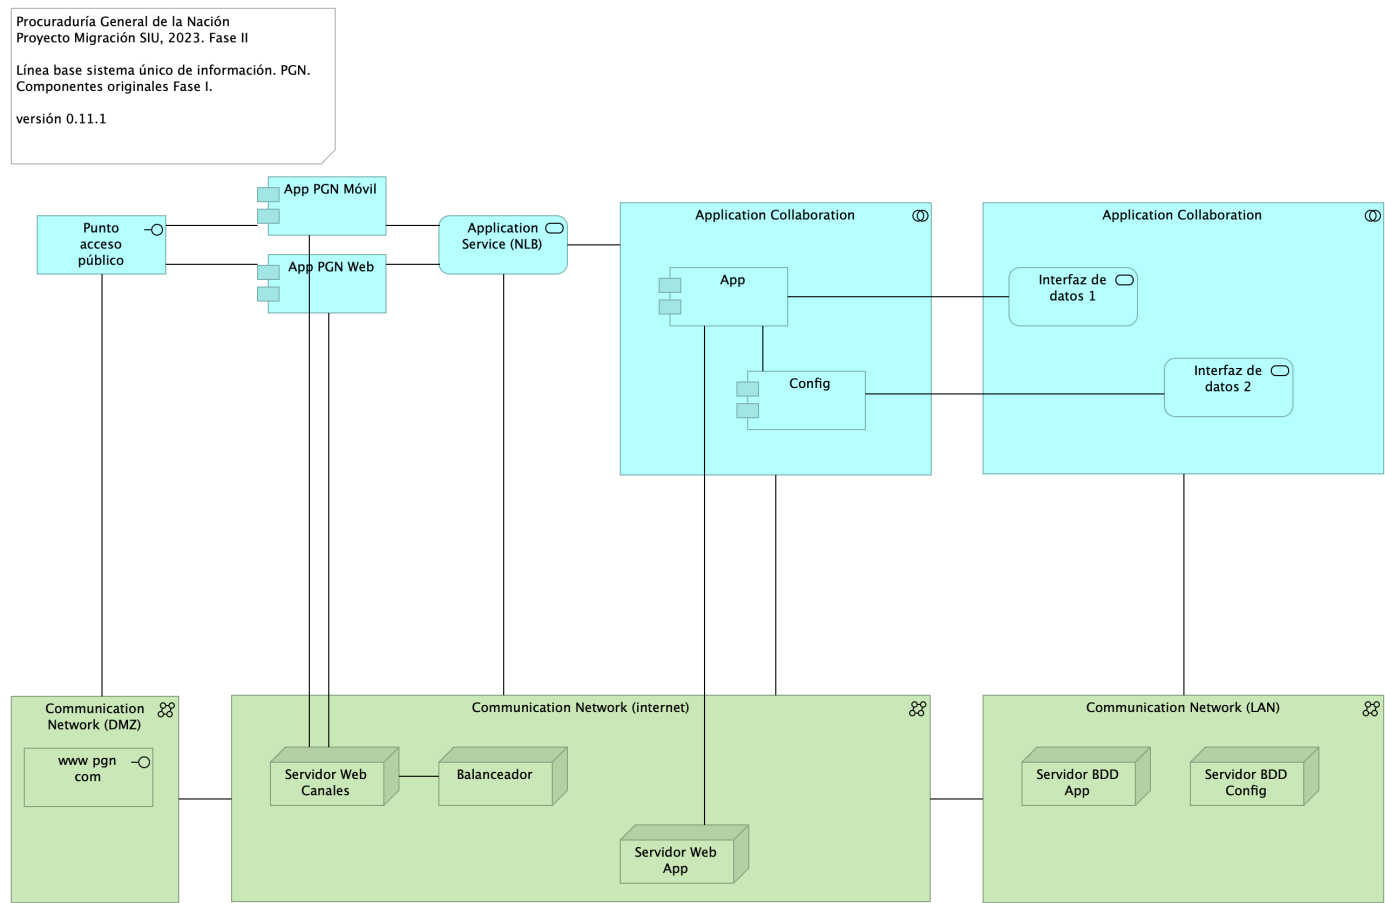 Procuraduría General de la Nación
Proyecto Migración SIU, 2023. Fase II
Línea base sistema único de información. PGN.
Componentes originales Fase I.
versión 0.11.1
App PGN Móvil
Punto
acceso
público
App PGN Web
Application
Service (NLB)
Application Collaboration
App
Config
Application Collaboration
Interfaz de
datos 1
Interfaz de
datos 2
Communication
Network (DMZ)
www pgn
com
Communication Network (internet)
Servidor Web
Canales
Balanceador
Servidor Web
App
Communication Network (LAN)
Servidor BDD
App
Servidor BDD
Config